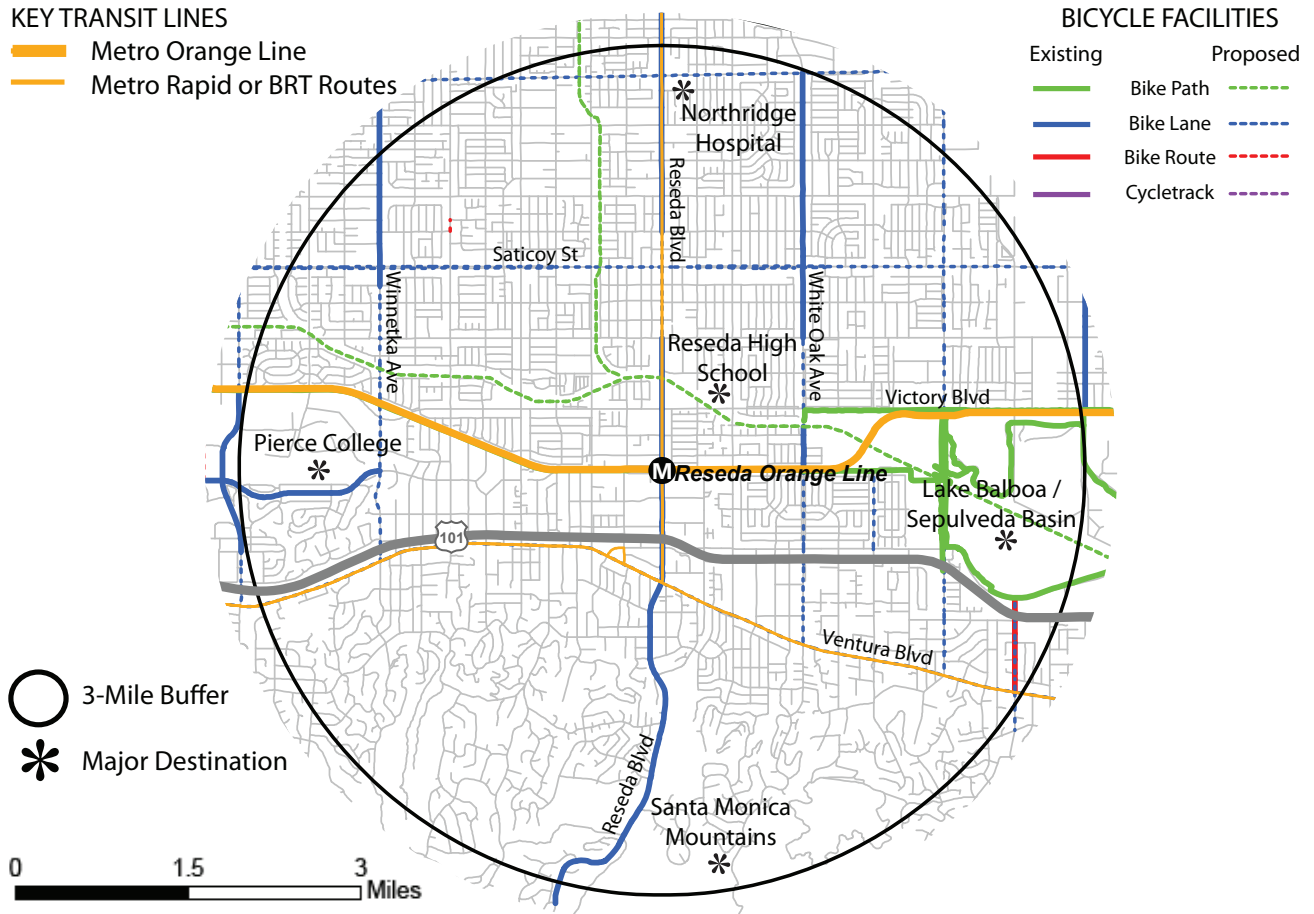 KEY TRANSIT LINES
Metro Orange Line
Metro Rapid or BRT Routes
BICYCLE FACILITIES
Existing Proposed
Bike Path
Bike Lane
Bike Route
Cycletrack
Northridge
Hospital
Reseda Blvd
Saticoy St
Winnetka Ave
White Oak Ave
Reseda High
School
Victory Blvd
Pierce College
M Reseda Orange Line
Lake Balboa /
Sepulveda Basin
101
Ventura Blvd
3-Mile Buffer
Major Destination
Reseda Blvd
Santa Monica
Mountains
0 1.5 3
Miles